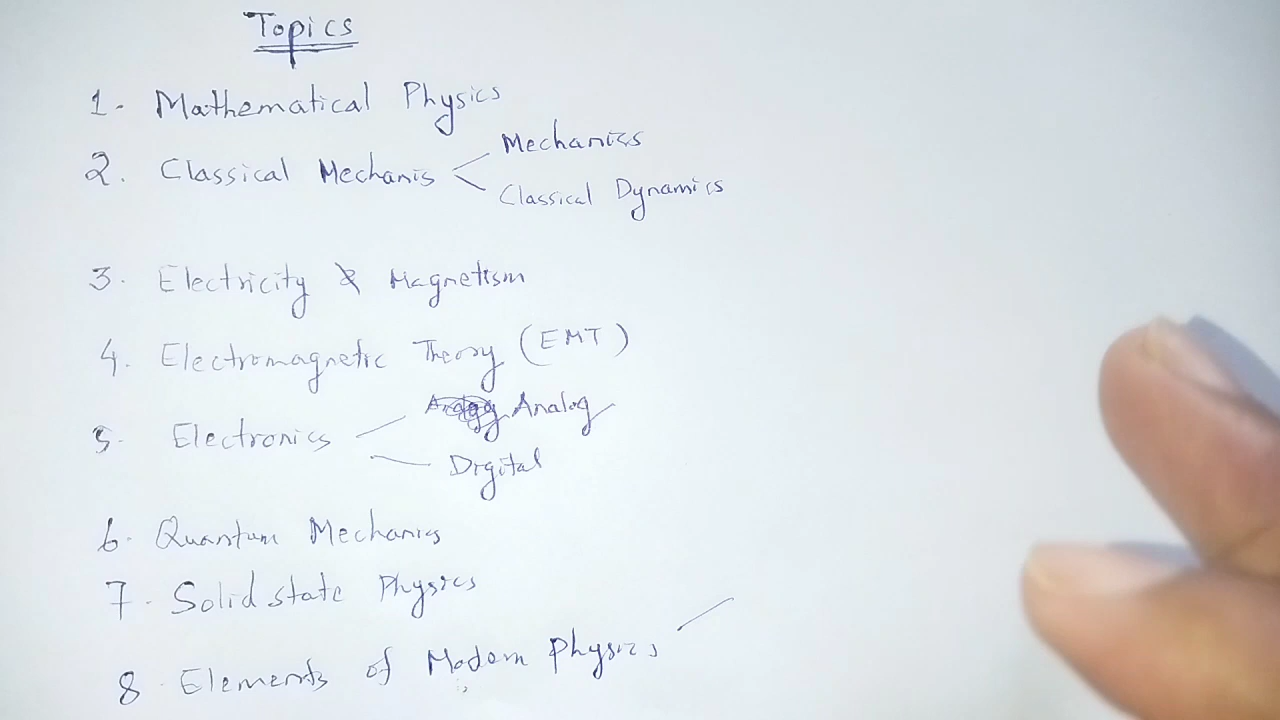 Topics
1. Mathematical Physics
2. Classical Mechanis
Mechanics
Classical Dynamics
3. Electricity & Magnetism
4. Electromagnetic Theory (EMT)
5. Electronics
Analog
Digital
6. Quantum Mechanics
7. Solid state Physics
8 Elements of Modern Physics